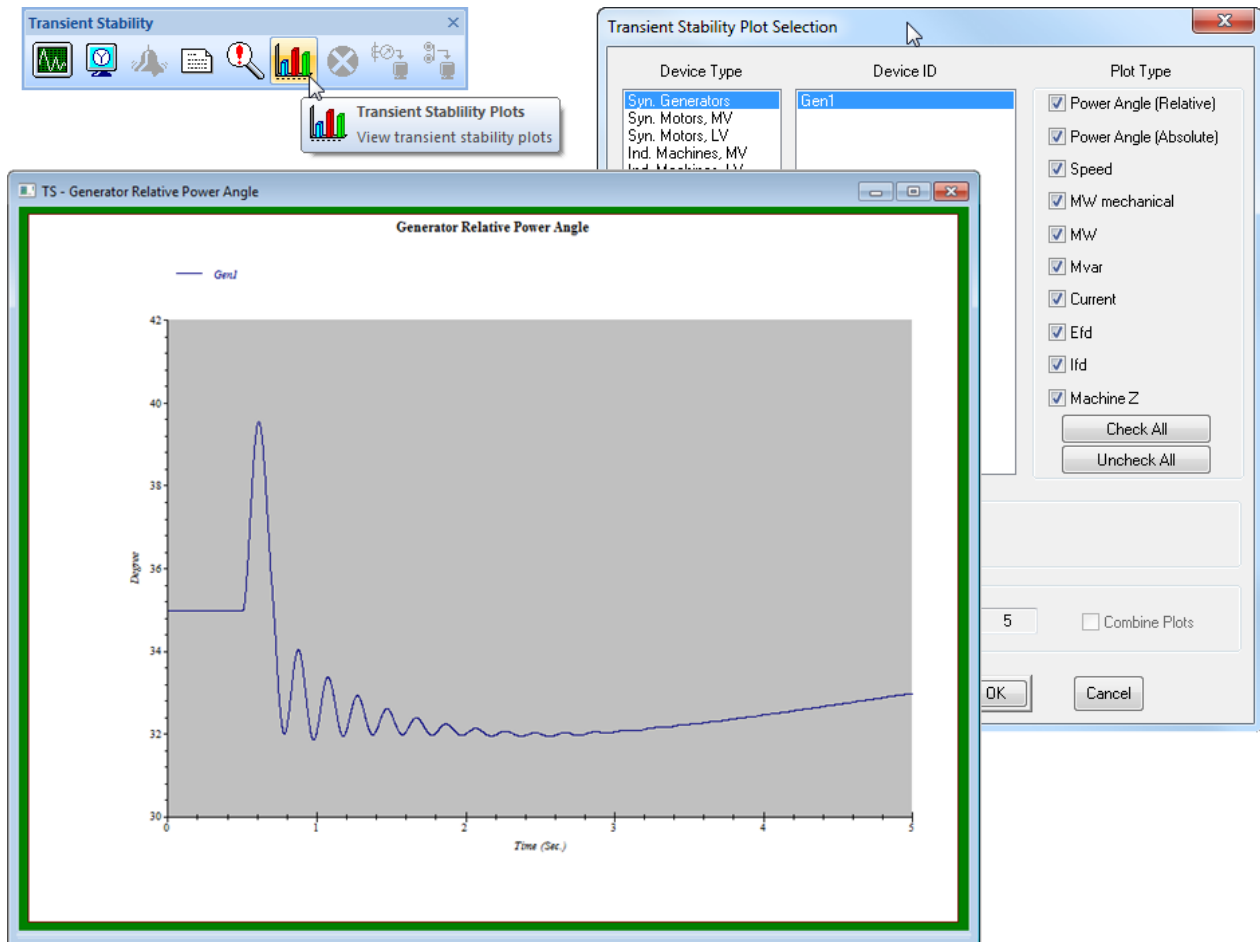 Transient Stability
Transient Stablility Plots
View transient stability plots
Transient Stability Plot Selection
Device Type
Device ID
Plot Type
Syn. Generators
Syn. Motors, MV
Syn. Motors, LV
Ind. Machines, MV
Ind. Machines, LV
Gen1
Power Angle (Relative)
Power Angle (Absolute)
Speed
MW mechanical
MW
Mvar
Current
Efd
Ifd
Machine Z
Check All
Uncheck All
5
Combine Plots
OK
Cancel
TS - Generator Relative Power Angle
Generator Relative Power Angle
Gen1
42
40
38
36
34
32
30
Degree
0 1 2 3 4 5
Time (Sec.)